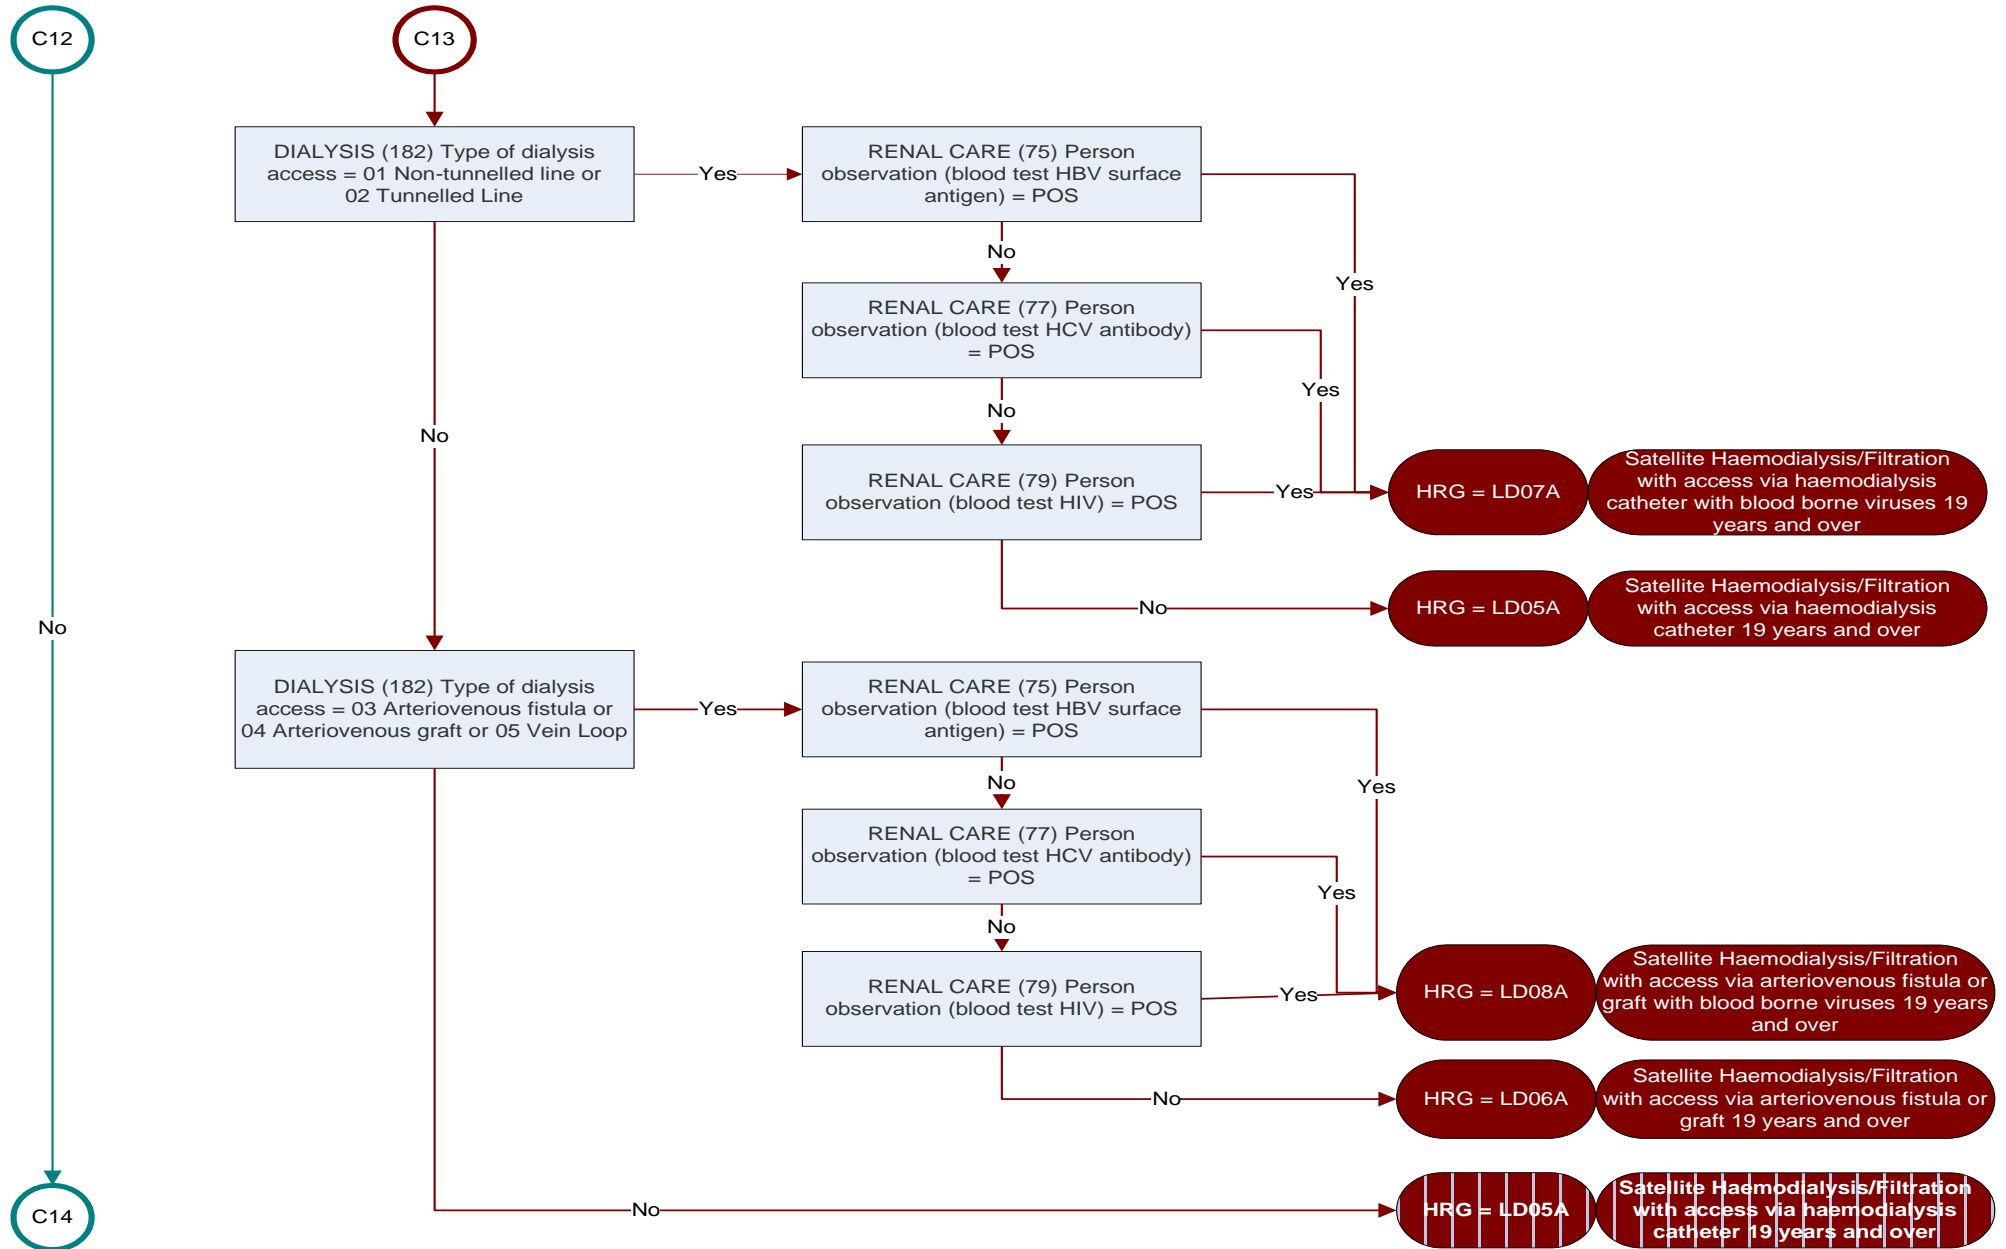 C12
C13
DIALYSIS (182) Type of dialysis
access = 01 Non-tunnelled line or
02 Tunnelled Line
Yes
RENAL CARE (75) Person
observation (blood test HBV surface
antigen) = POS
No
Yes
RENAL CARE (77) Person
observation (blood test HCV antibody)
= POS
Yes
No
No
RENAL CARE (79) Person
observation (blood test HIV) = POS
Yes
HRG = LD07A
Satellite Haemodialysis/Filtration
with access via haemodialysis
catheter with blood borne viruses 19
years and over
No
HRG = LD05A
Satellite Haemodialysis/Filtration
with access via haemodialysis
catheter 19 years and over
No
DIALYSIS (182) Type of dialysis
access = 03 Arteriovenous fistula or
04 Arteriovenous graft or 05 Vein Loop
Yes
RENAL CARE (75) Person
observation (blood test HBV surface
antigen) = POS
No
Yes
RENAL CARE (77) Person
observation (blood test HCV antibody)
= POS
Yes
No
RENAL CARE (79) Person
observation (blood test HIV) = POS
Yes
HRG = LD08A
Satellite Haemodialysis/Filtration
with access via arteriovenous fistula or
graft with blood borne viruses 19 years
and over
No
HRG = LD06A
Satellite Haemodialysis/Filtration
with access via arteriovenous fistula or
graft 19 years and over
No
HRG = LD05A
Satellite Haemodialysis/Filtration
with access via haemodialysis
catheter 19 years and over
C14